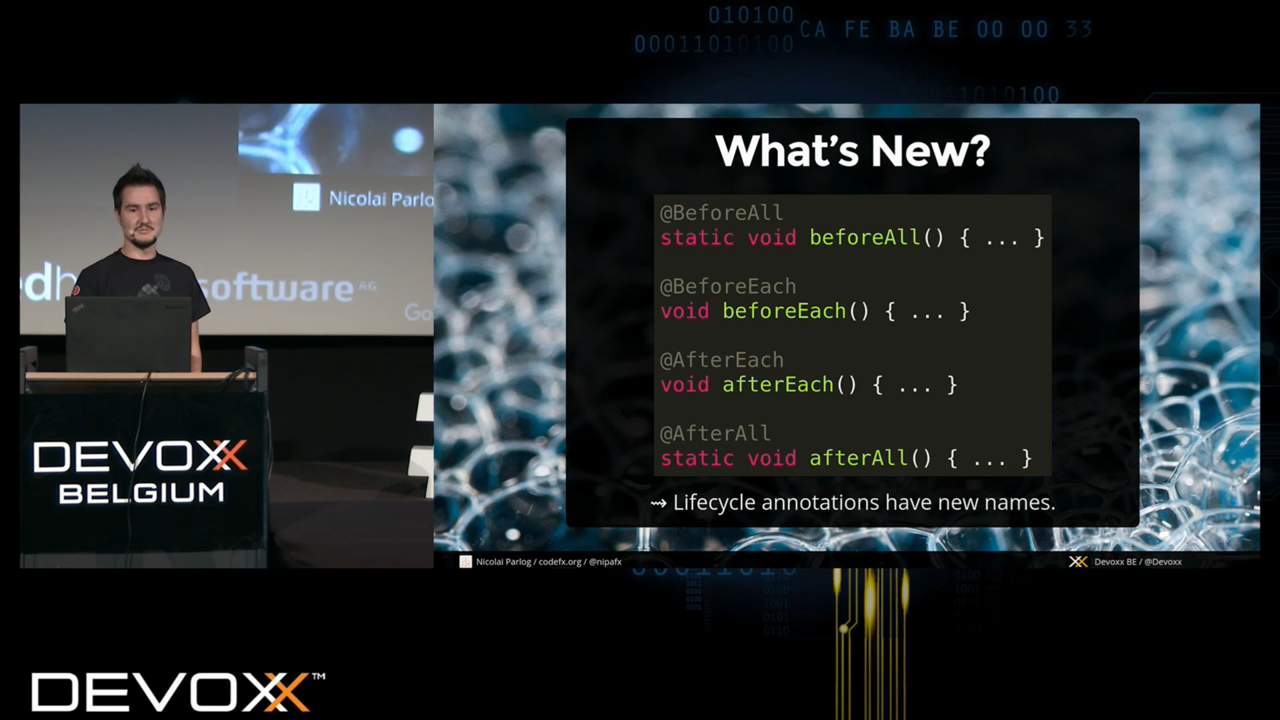 010100
00011010100
CA FE BA BE 00 00 33
11010100
Nicolai Parlo
software AG
Go
DEVOXX
BELGIUM
What's New?
@BeforeAll
static void beforeAll() { ... }
@BeforeEach
void beforeEach() { ... }
@AfterEach
void afterEach() { ... }
@AfterAll
static void afterAll() { ... }
⇝ Lifecycle annotations have new names.
Nicolai Parlog / codefx.org / @nipafx
Devoxx BE / @Devoxx
DEVOXX™